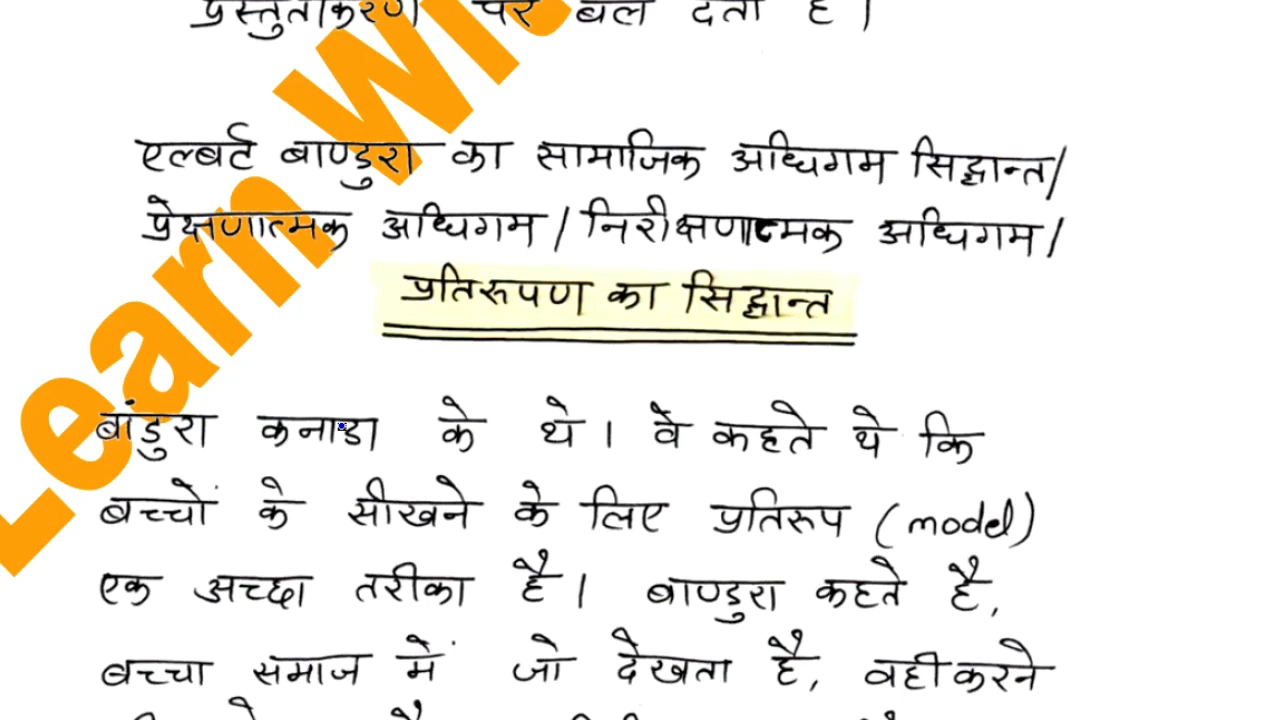 प्रस्तुतीकरण पर बल देता है।
एल्बर्ट बाण्डुरा का सामाजिक अधिगम सिद्धान्त/
प्रेक्षणात्मक अधिगम / निरीक्षणात्मक अधिगम/
प्रतिरूपण का सिद्धान्त
बांडुरा कनाडा के थे। वे कहते थे कि
बच्चों के सीखने के लिए प्रतिरूप (model)
एक अच्छा तरीका है। बाण्डुरा कहते है,
बच्चा समाज में जो देखता है, वही करने
Learn